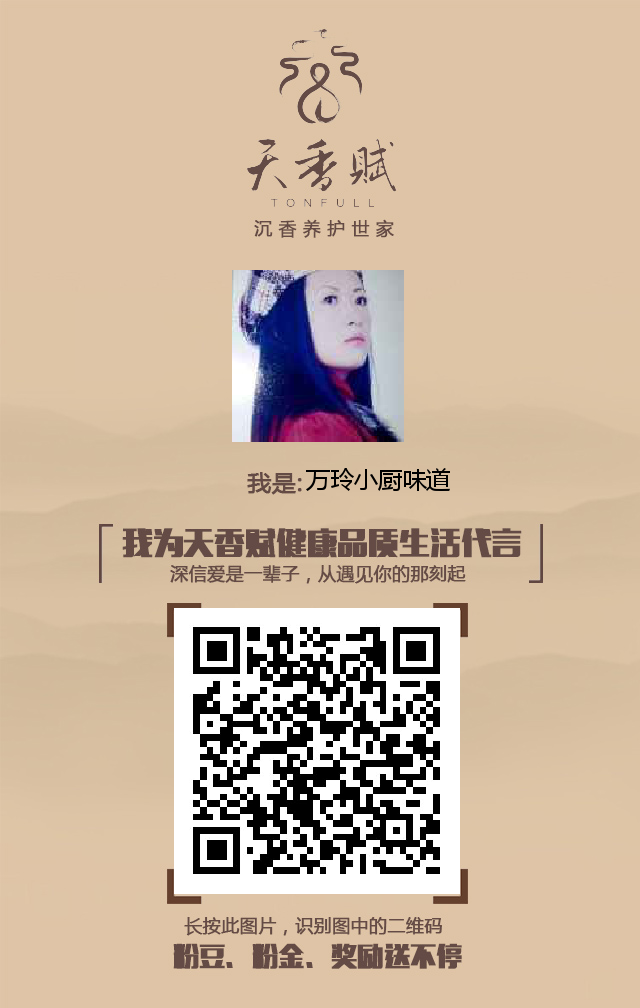 天香赋
TONFULL
沉香养护世家
我是:万玲小厨味道
我为天香赋健康品质生活代言
深信爱是一辈子，从遇见你的那刻起
长按此图片，识别图中的二维码
粉豆、粉金、奖励送不停